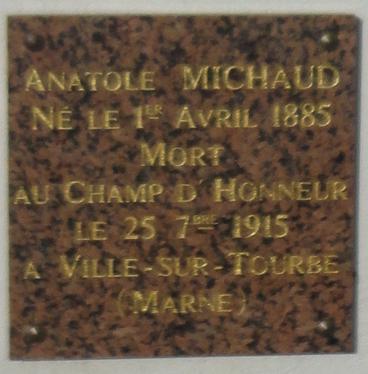 ANATOLE MICHAUD
NÉ LE 1ER AVRIL 1885
MORT
AU CHAMP D'HONNEUR
LE 25 7BRE 1915
A VILLE-SUR-TOURBE
(MARNE)